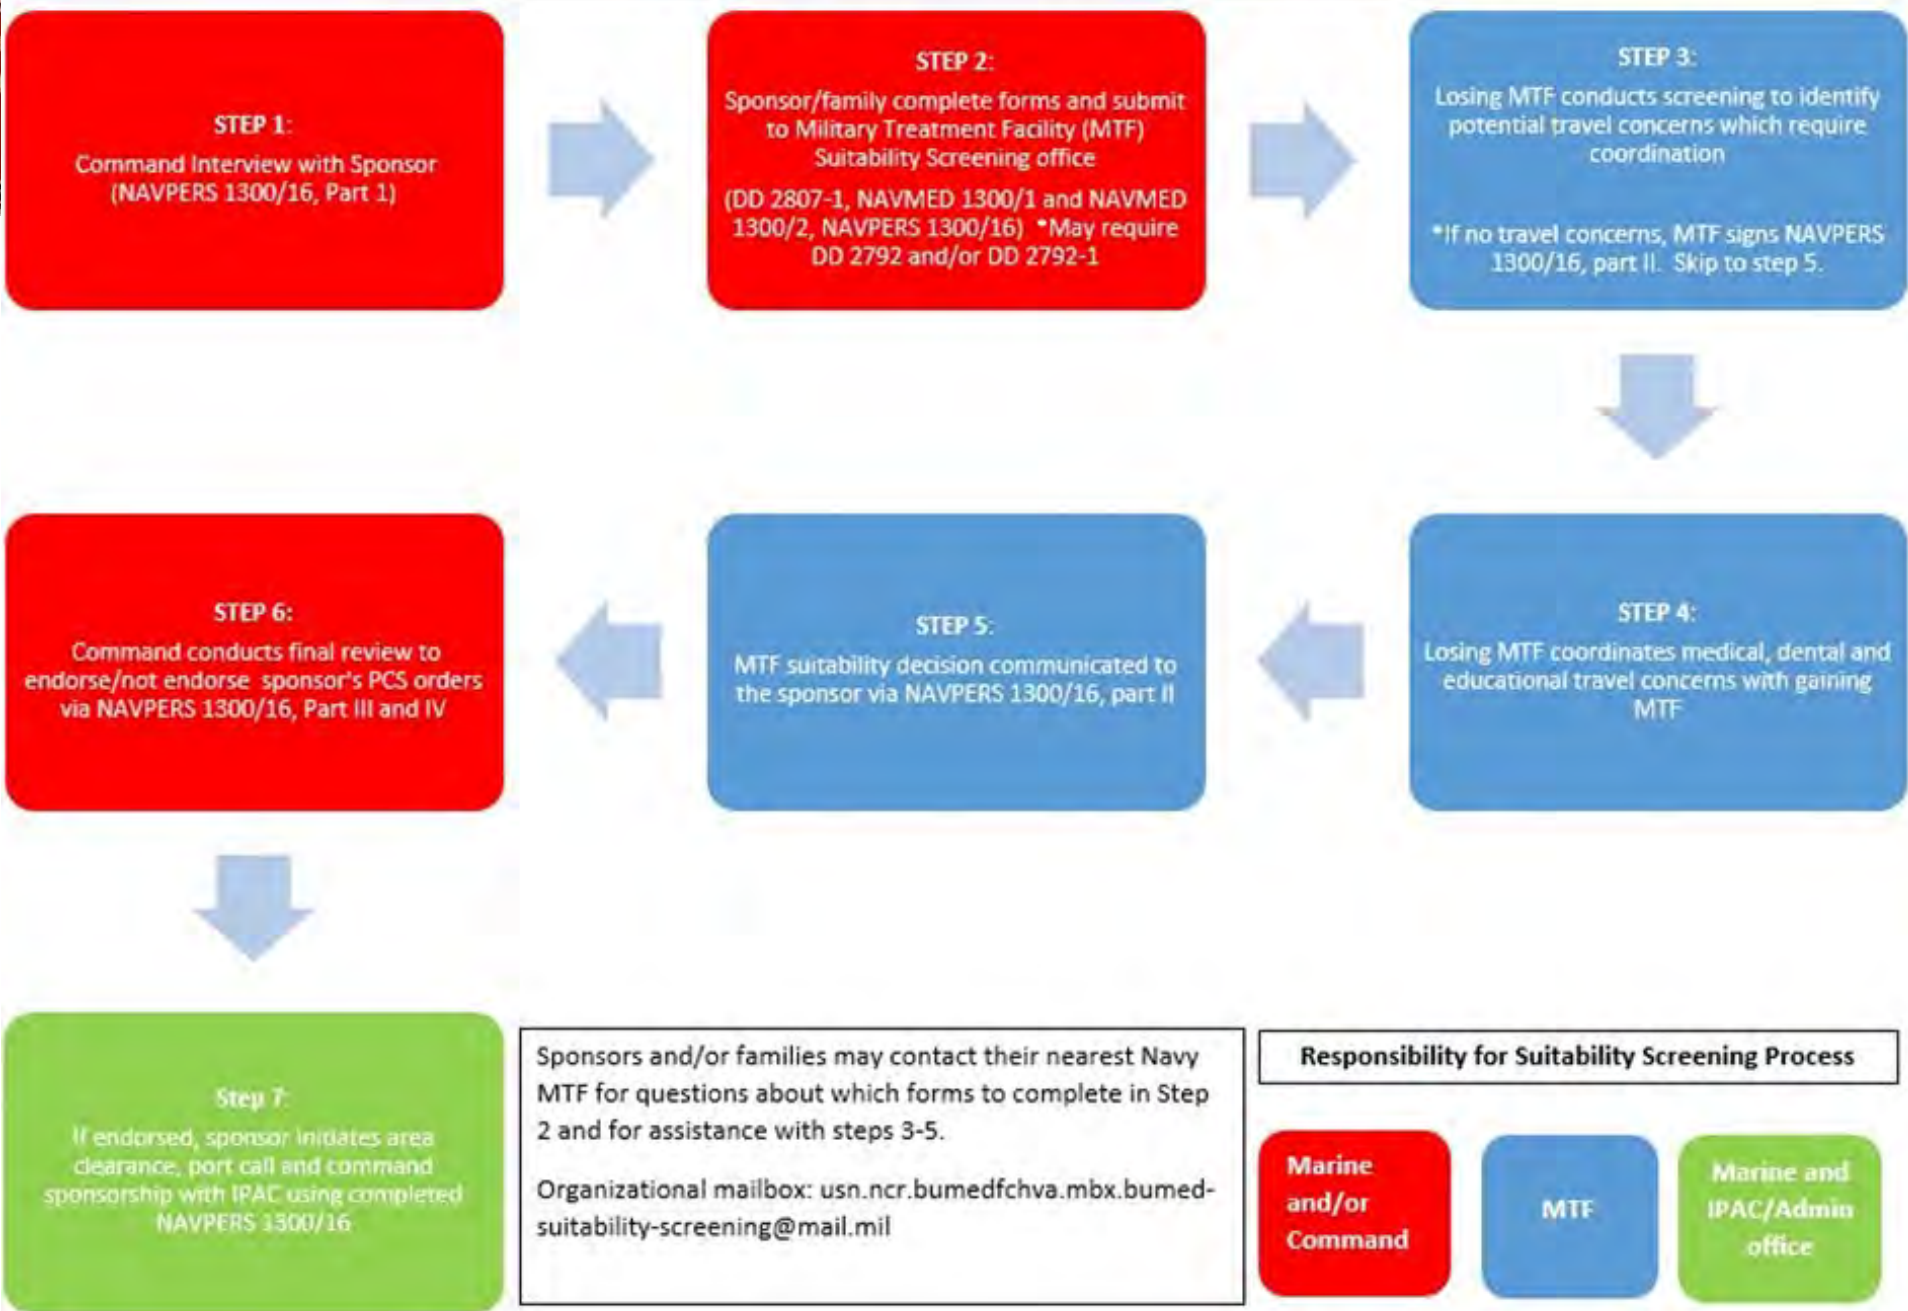 STEP 1:
Command Interview with Sponsor
(NAVPERS 1300/16, Part 1)
STEP 2:
Sponsor/family complete forms and submit
to Military Treatment Facility (MTF)
Suitability Screening office
(DD 2807-1, NAVMED 1300/1 and NAVMED
1300/2, NAVPERS 1300/16) *May require
DD 2792 and/or DD 2792-1
STEP 3:
Losing MTF conducts screening to identify
potential travel concerns which require
coordination
*If no travel concerns, MTF signs NAVPERS
1300/16, part II. Skip to step 5.
STEP 4:
Losing MTF coordinates medical, dental and
educational travel concerns with gaining
MTF
STEP 5:
MTF suitability decision communicated to
the sponsor via NAVPERS 1300/16, part II
STEP 6:
Command conducts final review to
endorse/not endorse sponsor's PCS orders
via NAVPERS 1300/16, Part III and IV
Step 7:
If endorsed, sponsor initiates area
clearance, port call and command
sponsorship with IPAC using completed
NAVPERS 1300/16
Sponsors and/or families may contact their nearest Navy
MTF for questions about which forms to complete in Step
2 and for assistance with steps 3-5.
Organizational mailbox: usn.ncr.bumedfchva.mbx.bumed-
suitability-screening@mail.mil
Responsibility for Suitability Screening Process
Marine
and/or
Command
MTF
Marine and
IPAC/Admin
office